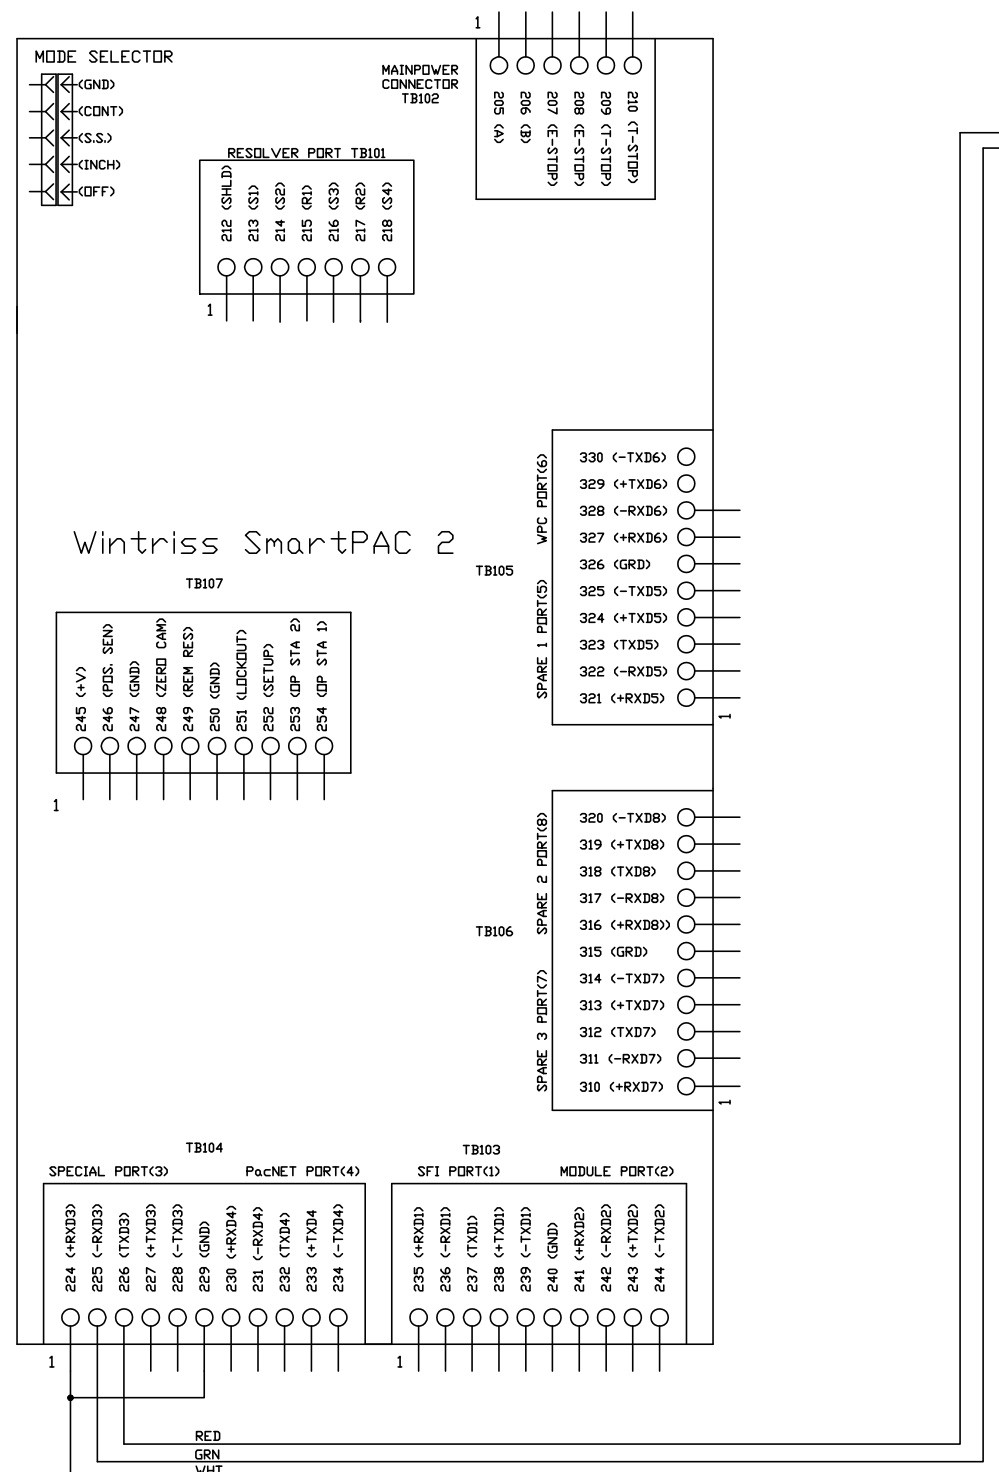 1
MODE SELECTOR
(GND)
(CONT)
(S.S.)
(INCH)
(OFF)
MAINPOWER
CONNECTOR
TB102
205 (A)
206 (B)
207 (E-STOP)
208 (E-STOP)
209 (T-STOP)
210 (T-STOP)
RESOLVER PORT TB101
212 (SHLD)
213 (S1)
214 (S2)
215 (R1)
216 (S3)
217 (R2)
218 (S4)
1
Wintriss SmartPAC 2
TB105
WPC PORT(6)
SPARE 1 PORT(5)
330 (-TXD6)
329 (+TXD6)
328 (-RXD6)
327 (+RXD6)
326 (GRD)
325 (-TXD5)
324 (+TXD5)
323 (TXD5)
322 (-RXD5)
321 (+RXD5)
1
TB107
245 (+V)
246 (POS. SEN)
247 (GND)
248 (ZERO CAM)
249 (REM RES)
250 (GND)
251 (LOCKOUT)
252 (SETUP)
253 (OP STA 2)
254 (OP STA 1)
1
TB106
SPARE 2 PORT(8)
SPARE 3 PORT(7)
320 (-TXD8)
319 (+TXD8)
318 (TXD8)
317 (-RXD8)
316 (+RXD8))
315 (GRD)
314 (-TXD7)
313 (+TXD7)
312 (TXD7)
311 (-RXD7)
310 (+RXD7)
1
TB104
SPECIAL PORT(3)
PacNET PORT(4)
224 (+RXD3)
225 (-RXD3)
226 (TXD3)
227 (+TXD3)
228 (-TXD3)
229 (GND)
230 (+RXD4)
231 (-RXD4)
232 (TXD4)
233 (+TXD4
234 (-TXD4)
1
TB103
SFI PORT(1)
MODULE PORT(2)
235 (+RXD1)
236 (-RXD1)
237 (TXD1)
238 (+TXD1)
239 (-TXD1)
240 (GND)
241 (+RXD2)
242 (-RXD2)
243 (+TXD2)
244 (-TXD2)
1
RED
GRN
WHT